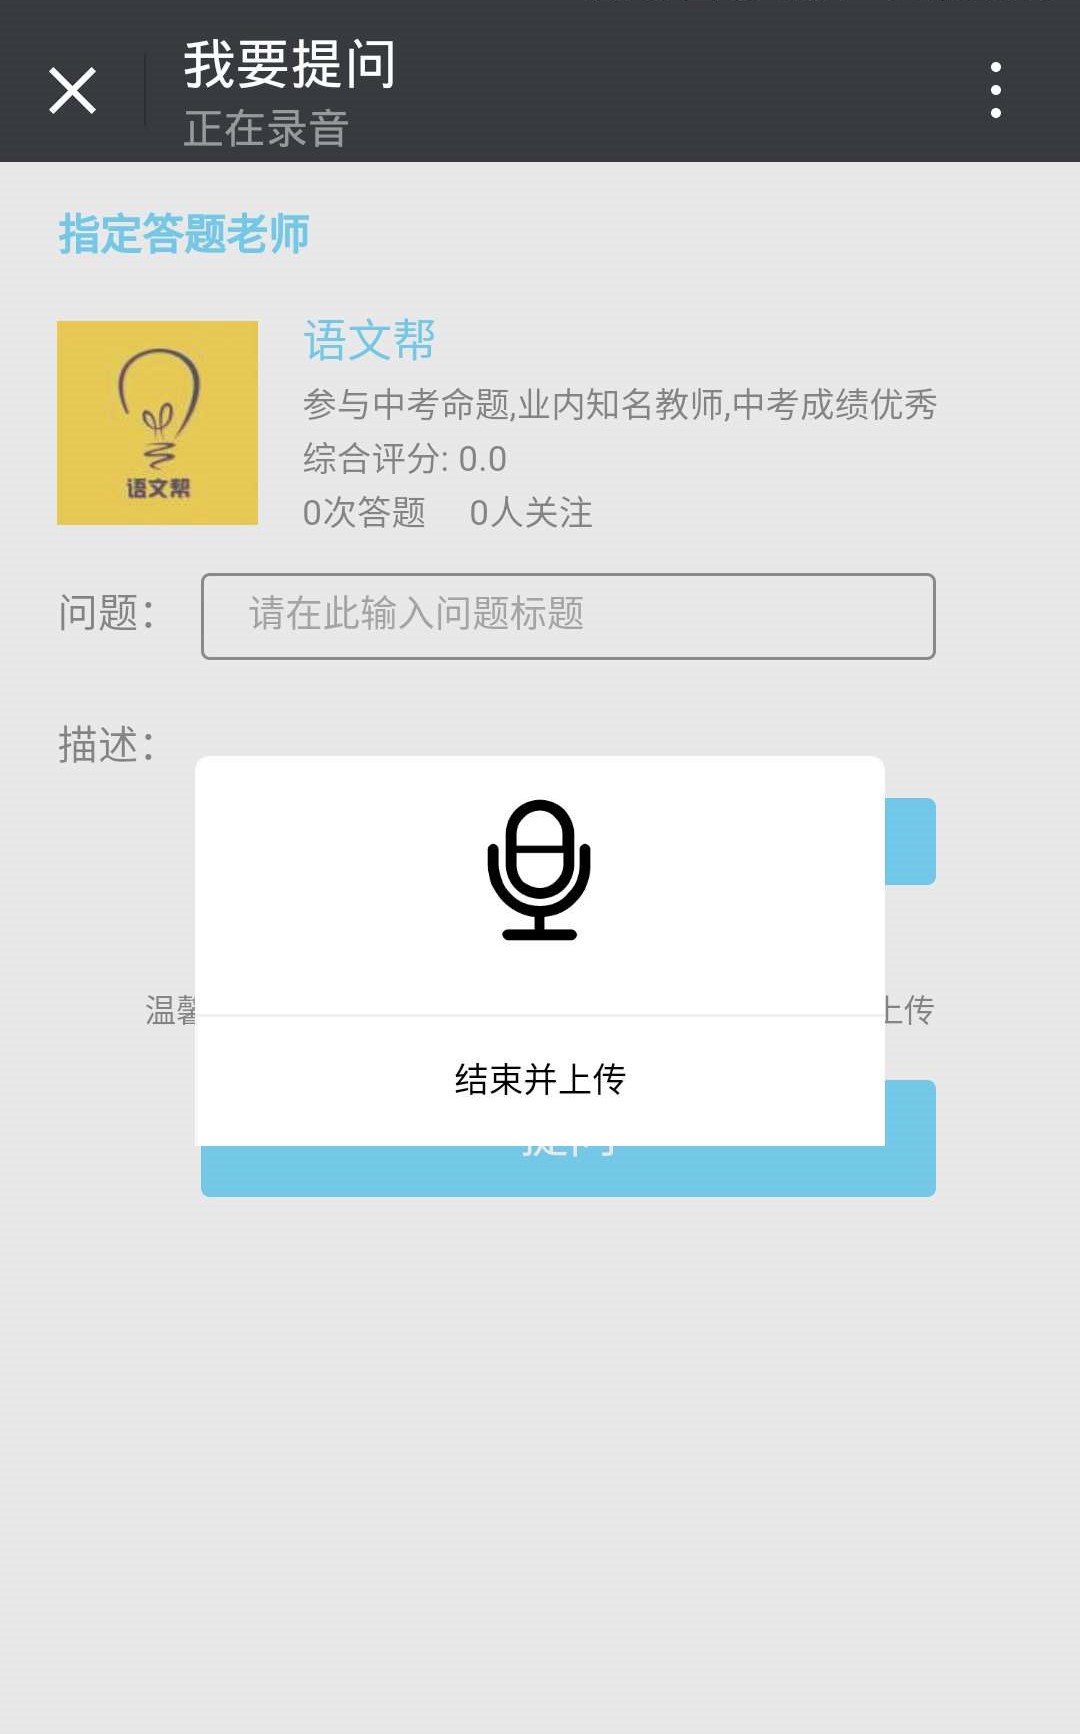 我要提问
正在录音
指定答题老师
语文帮
参与中考命题,业内知名教师,中考成绩优秀
综合评分: 0.0
0次答题 0人关注
语文帮
问题：
请在此输入问题标题
描述：
温馨
上传
结束并上传
提问